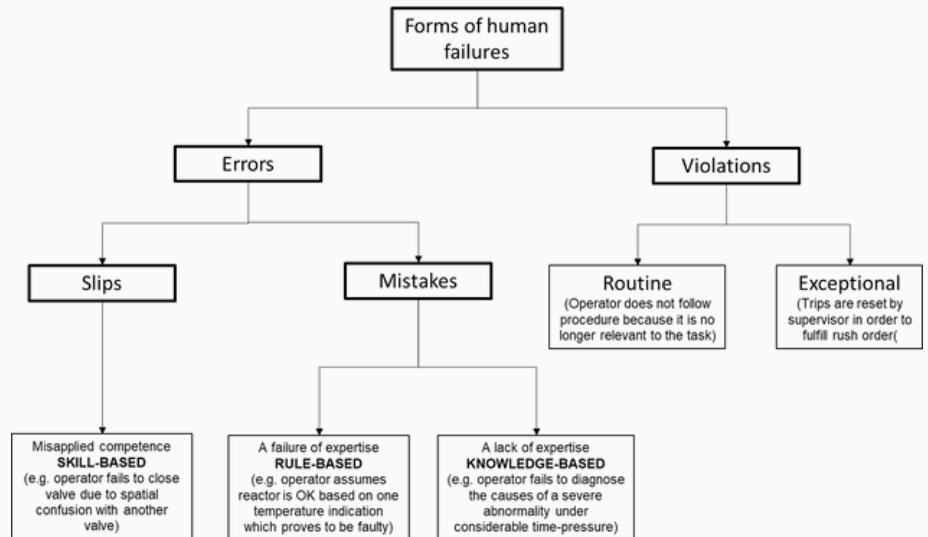 Forms of human
failures
Errors
Violations
Slips
Mistakes
Routine
(Operator does not follow
procedure because it is no
longer relevant to the task)
Exceptional
(Trips are reset by
supervisor in order to
fulfill rush order(
Misapplied competence
SKILL-BASED
(e.g. operator fails to close
valve due to spatial
confusion with another
valve)
A failure of expertise
RULE-BASED
(e.g. operator assumes
reactor is OK based on one
temperature indication
which proves to be faulty)
A lack of expertise
KNOWLEDGE-BASED
(e.g. operator fails to diagnose
the causes of a severe
abnormality under
considerable time-pressure)